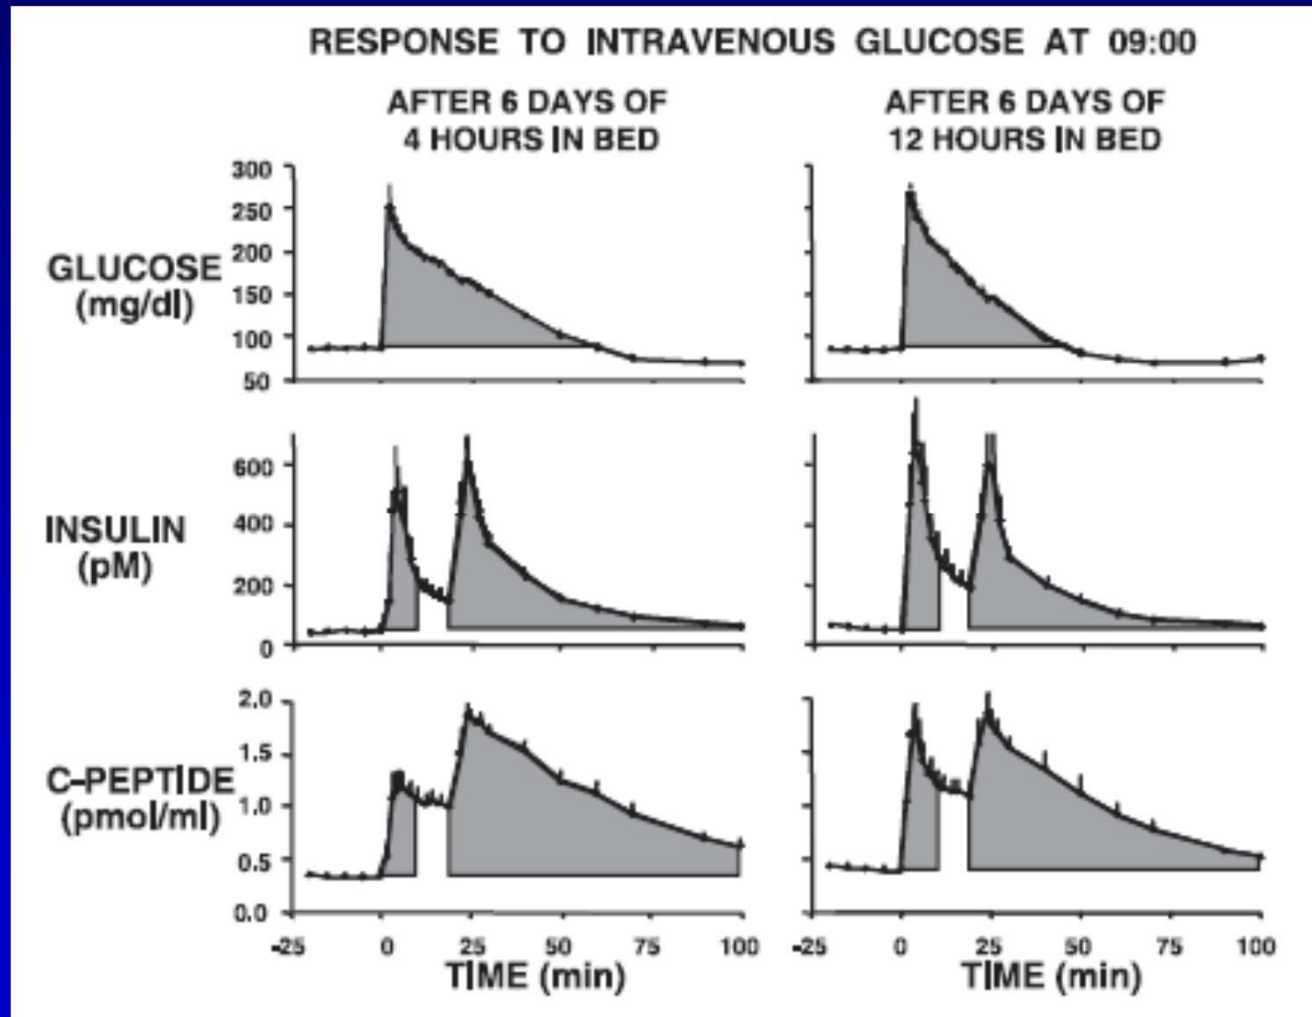 RESPONSE TO INTRAVENOUS GLUCOSE AT 09:00
AFTER 6 DAYS OF
4 HOURS IN BED
AFTER 6 DAYS OF
12 HOURS IN BED
GLUCOSE
(mg/dl)
300
250
200
150
100
50
INSULIN
(pM)
600
400
200
0
C-PEPTIDE
(pmol/ml)
2.0
1.5
1.0
0.5
0.0
-25 0 25 50 75 100
TIME (min)
-25 0 25 50 75 100
TIME (min)